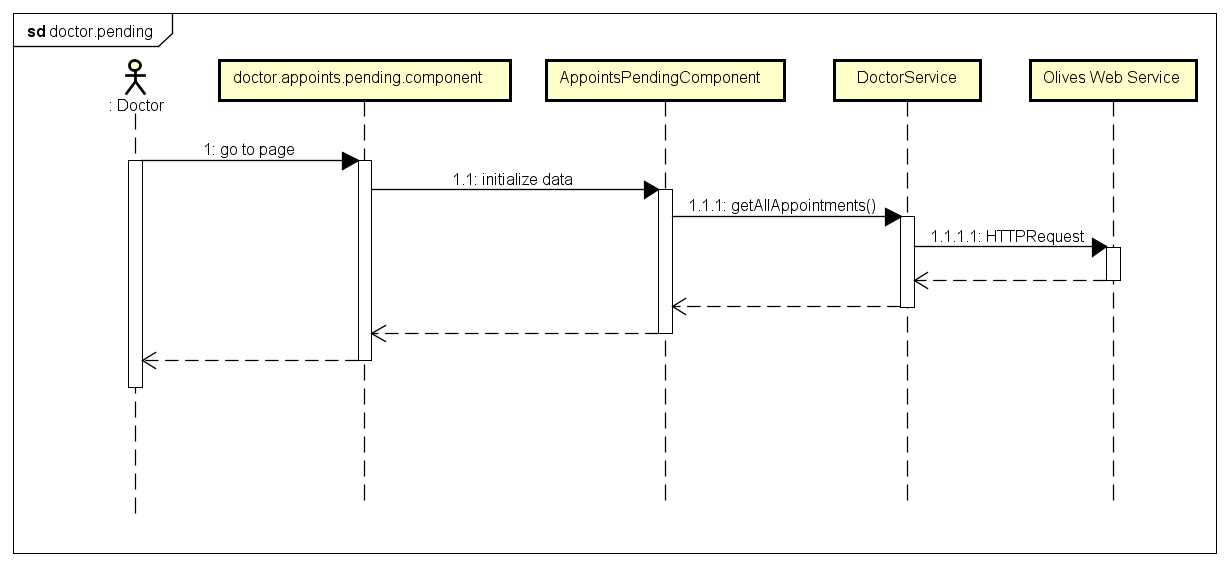 sd doctor.pending
: Doctor
doctor.appoints.pending.component
AppointsPendingComponent
DoctorService
Olives Web Service
1: go to page
1.1: initialize data
1.1.1: getAllAppointments()
1.1.1.1: HTTPRequest